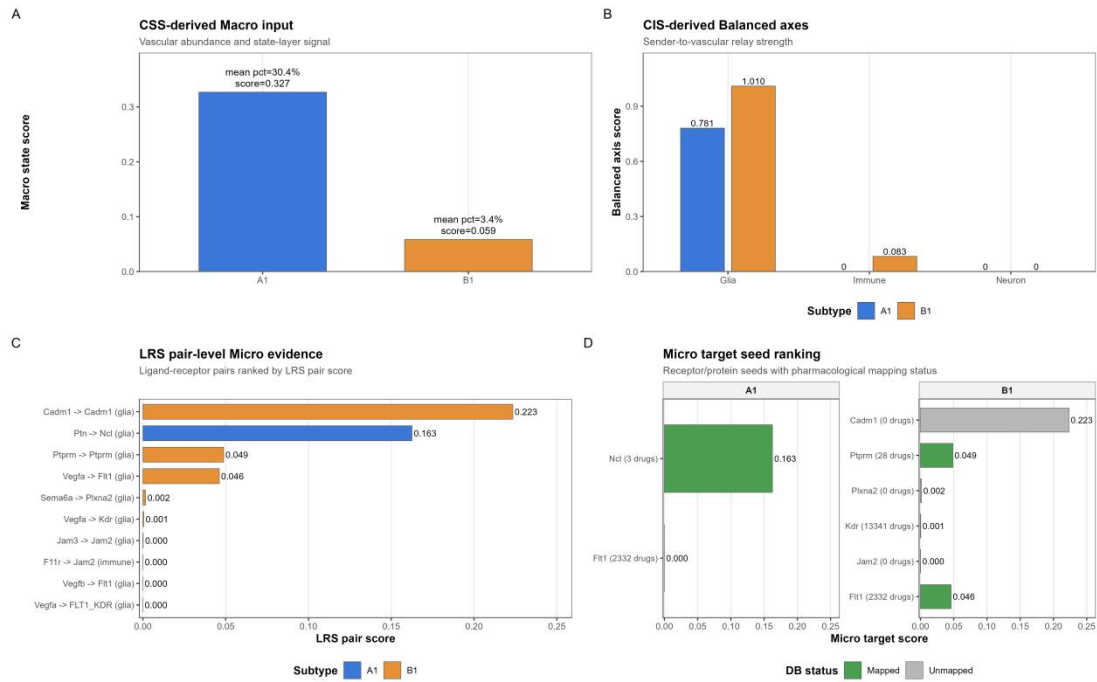 A
CSS-derived Macro input
Vascular abundance and state-layer signal
Macro state score
0.3
0.2
0.1
0.0
mean pct=30.4%
score=0.327
mean pct=3.4%
score=0.059
A1
B1
B
CIS-derived Balanced axes
Sender-to-vascular relay strength
Balanced axis score
0.9
0.6
0.3
0.0
0.781
1.010
0
0.083
0
0
Glia
Immune
Neuron
Subtype A1 B1
C
LRS pair-level Micro evidence
Ligand-receptor pairs ranked by LRS pair score
Cadm1 -> Cadm1 (glia) 0.223
Ptn -> Ncl (glia) 0.163
Ptprm -> Ptprm (glia) 0.049
Vegfa -> Flt1 (glia) 0.046
Sema6a -> Plxna2 (glia) 0.002
Vegfa -> Kdr (glia) 0.001
Jam3 -> Jam2 (glia) 0.000
F11r -> Jam2 (immune) 0.000
Vegfb -> Flt1 (glia) 0.000
Vegfa -> FLT1_KDR (glia) 0.000
0.00 0.05 0.10 0.15 0.20 0.25
LRS pair score
Subtype A1 B1
D
Micro target seed ranking
Receptor/protein seeds with pharmacological mapping status
A1
Ncl (3 drugs) 0.163
Flt1 (2332 drugs) 0.000
0.00 0.05 0.10 0.15 0.20 0.25
B1
Cadm1 (0 drugs) 0.223
Ptprm (28 drugs) 0.049
Plxna2 (0 drugs) 0.002
Kdr (13341 drugs) 0.001
Jam2 (0 drugs) 0.000
Flt1 (2332 drugs) 0.046
0.00 0.05 0.10 0.15 0.20 0.25
Micro target score
DB status Mapped Unmapped